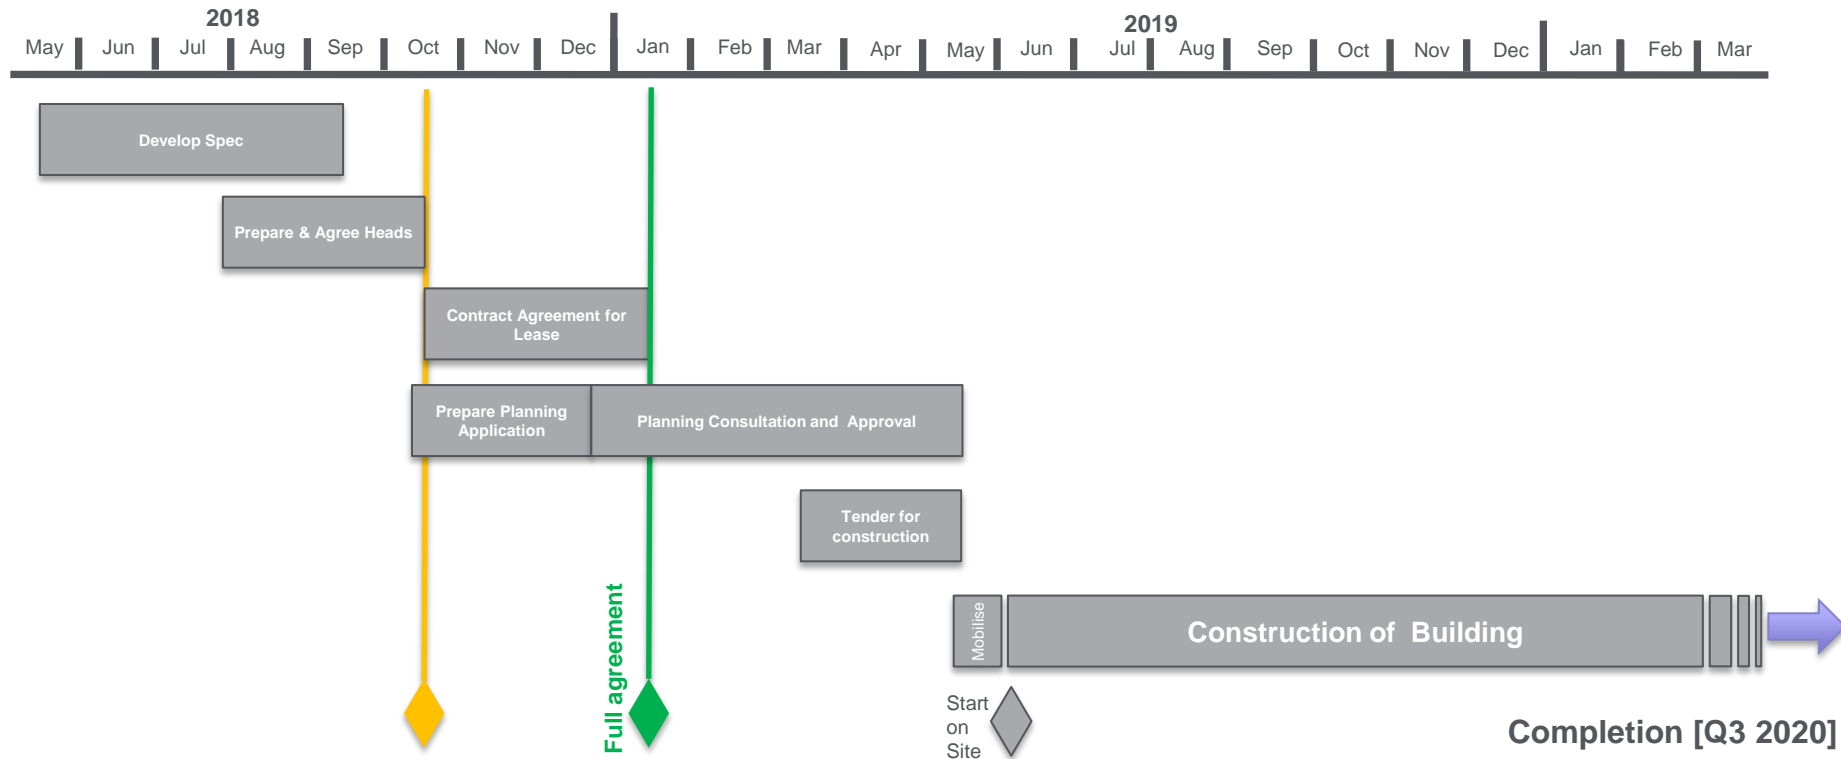 2018
2019
May Jun Jul Aug Sep Oct Nov Dec Jan Feb Mar Apr May Jun Jul Aug Sep Oct Nov Dec Jan Feb Mar
Develop Spec
Prepare & Agree Heads
Contract Agreement for
Lease
Prepare Planning
Application
Planning Consultation and Approval
Tender for
construction
Full agreement
Mobilise
Construction of Building
Start
on
Site
Completion [Q3 2020]